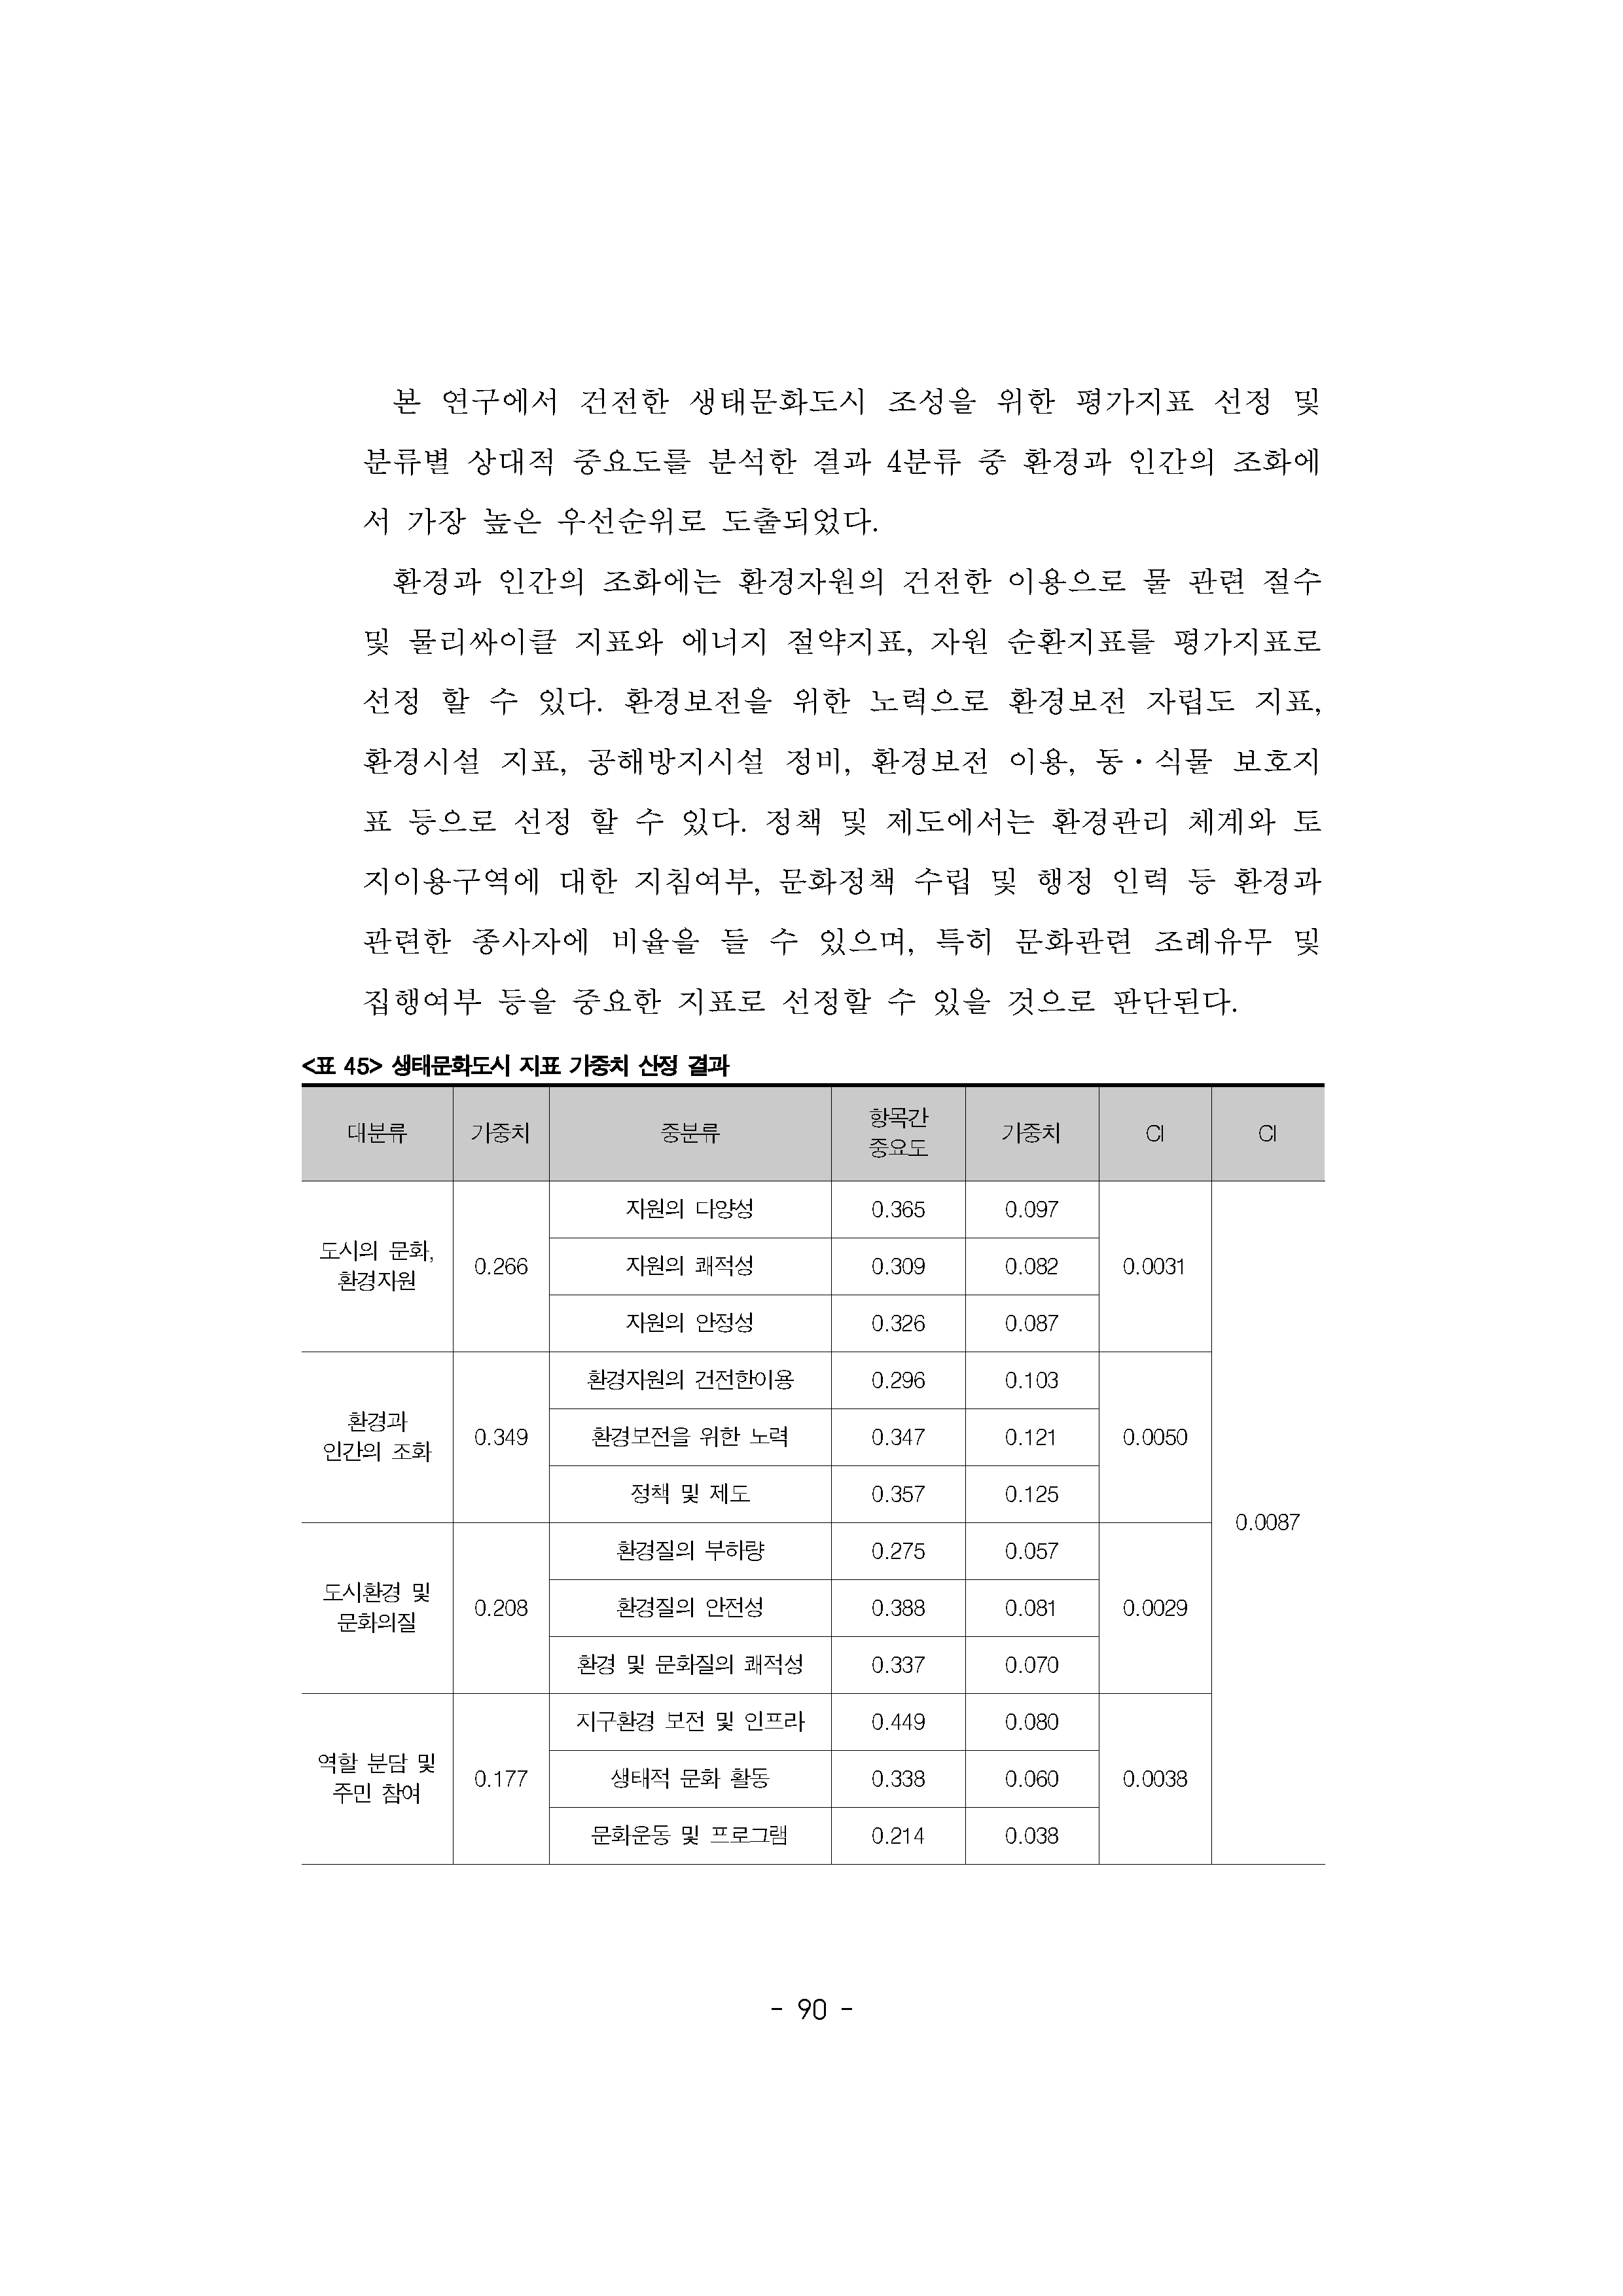 본 연구에서 건전한 생태문화도시 조성을 위한 평가지표 선정 및
분류별 상대적 중요도를 분석한 결과 4분류 중 환경과 인간의 조화에
서 가장 높은 우선순위로 도출되었다.
환경과 인간의 조화에는 환경자원의 건전한 이용으로 물 관련 절수
및 물리싸이클 지표와 에너지 절약지표, 자원 순환지표를 평가지표로
선정 할 수 있다. 환경보전을 위한 노력으로 환경보전 자립도 지표,
환경시설 지표, 공해방지시설 정비, 환경보전 이용, 동·식물 보호지
표 등으로 선정 할 수 있다. 정책 및 제도에서는 환경관리 체계와 토
지이용구역에 대한 지침여부, 문화정책 수립 및 행정 인력 등 환경과
관련한 종사자에 비율을 들 수 있으며, 특히 문화관련 조례유무 및
집행여부 등을 중요한 지표로 선정할 수 있을 것으로 판단된다.
<표 45> 생태문화도시 지표 가중치 산정 결과
대분류 가중치 중분류 항목간 중요도 가중치 CI CI
도시의 문화, 환경자원 0.266 자원의 다양성 0.365 0.097 0.0031 0.0087
자원의 쾌적성 0.309 0.082
자원의 안정성 0.326 0.087
환경과 인간의 조화 0.349 환경자원의 건전한이용 0.296 0.103 0.0050
환경보전을 위한 노력 0.347 0.121
정책 및 제도 0.357 0.125
도시환경 및 문화의질 0.208 환경질의 부하량 0.275 0.057 0.0029
환경질의 안전성 0.388 0.081
환경 및 문화질의 쾌적성 0.337 0.070
역할 분담 및 주민 참여 0.177 지구환경 보전 및 인프라 0.449 0.080 0.0038
생태적 문화 활동 0.338 0.060
문화운동 및 프로그램 0.214 0.038
- 90 -